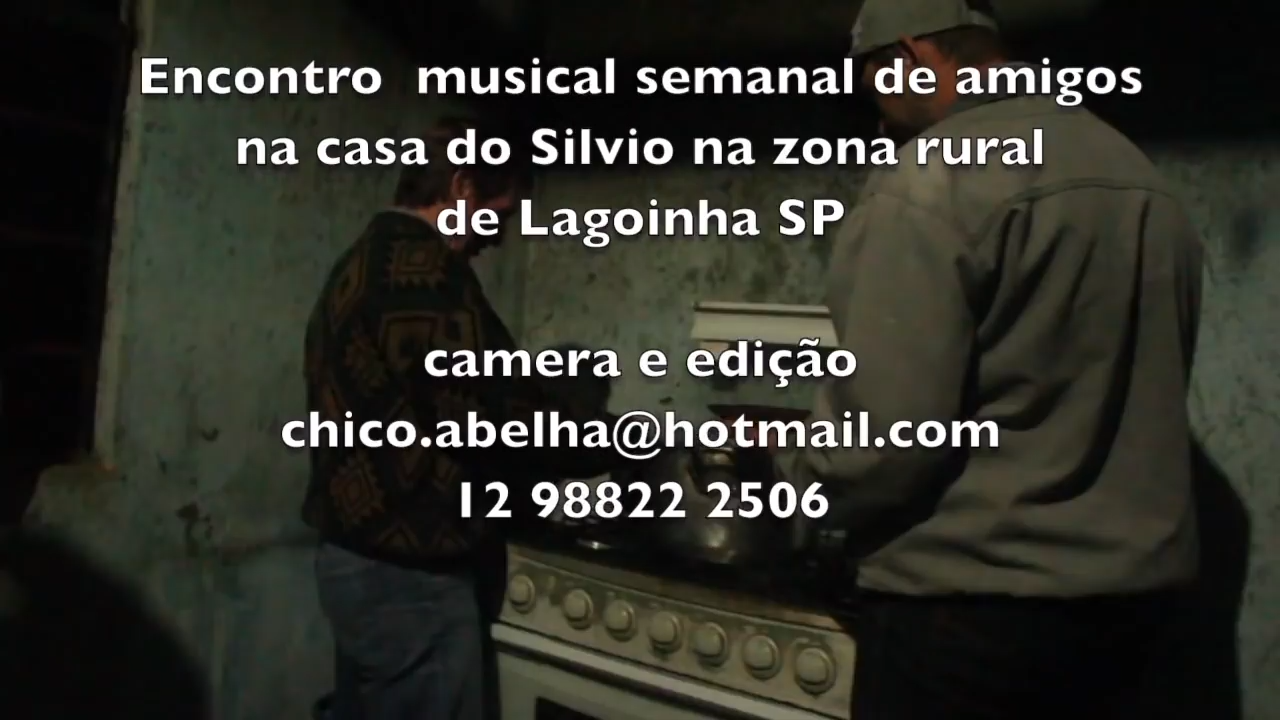 Encontro  musical semanal de amigos
na casa do Silvio na zona rural
de Lagoinha SP
camera e edição
chico.abelha@hotmail.com
12 98822 2506